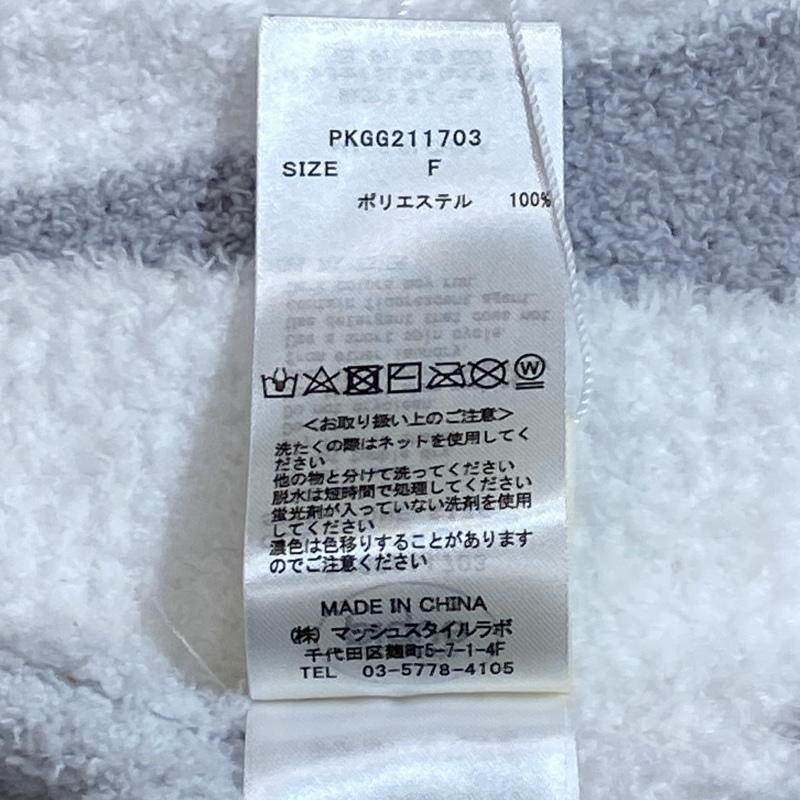 PKGG211703
SIZE F
ポリエステル 100%
W
<お取り扱い上のご注意>
洗たくの際はネットを使用してく
ださい
他の物と分けて洗ってください
脱水は短時間で処理してください
蛍光剤が入っていない洗剤を使用
してください
濃色は色移りすることがあります
のでご注意ください
MADE IN CHINA
㈱ マッシュスタイルラボ
千代田区麹町5-7-1-4F
TEL 03-5778-4105